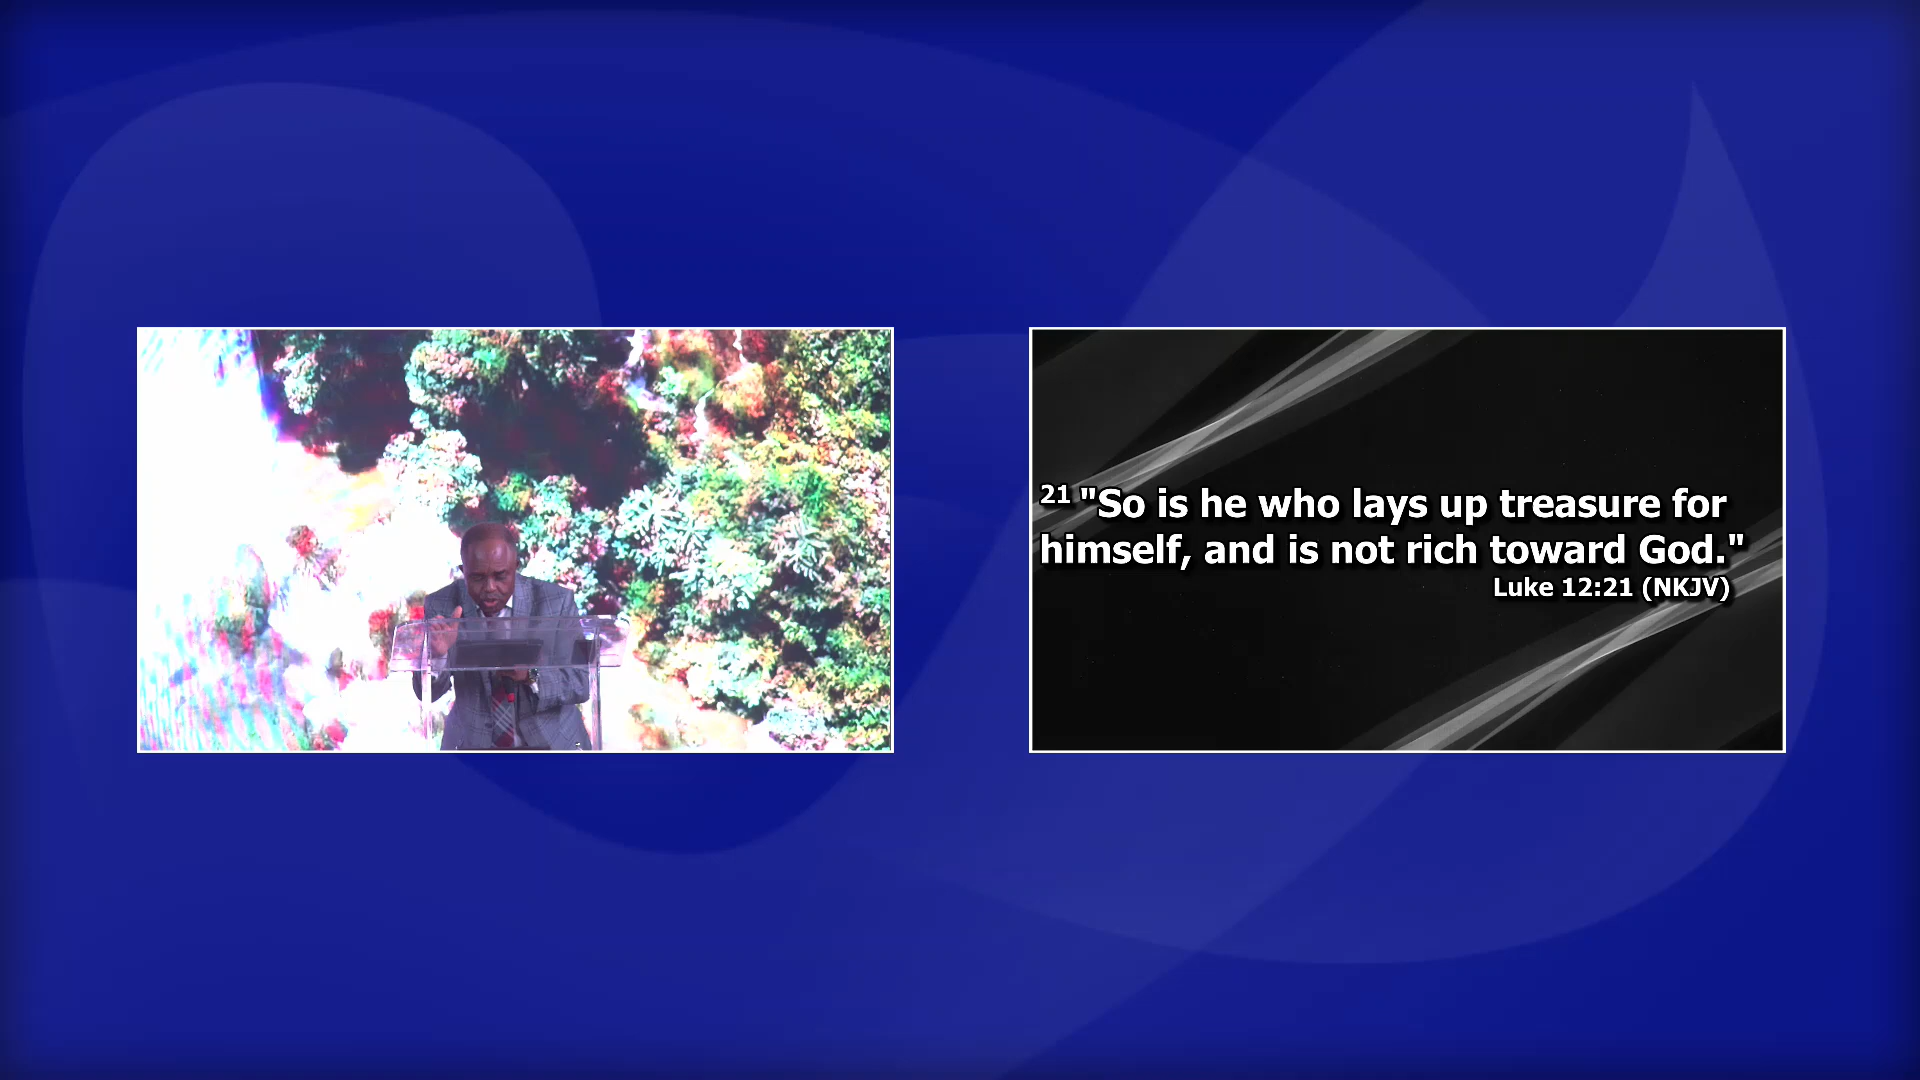 21 "So is he who lays up treasure for
himself, and is not rich toward God."
Luke 12:21 (NKJV)